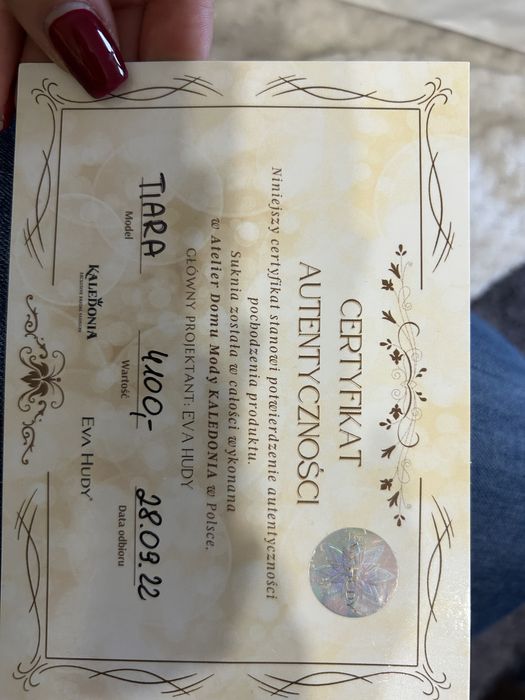 CERTYFIKAT
AUTENTYCZNOŚCI
Niniejszy certyfikat stanowi potwierdzenie autentyczności
pochodzenia produktu.
Suknia została w całości wykonana
w Atelier Domu Mody KALEDONIA w Polsce.
GŁÓWNY PROJEKTANT: EVA HUDY
TIARA 4100,- 28.09.22
Model Wartość Data odbioru
KALEDONIA EVA HUDY